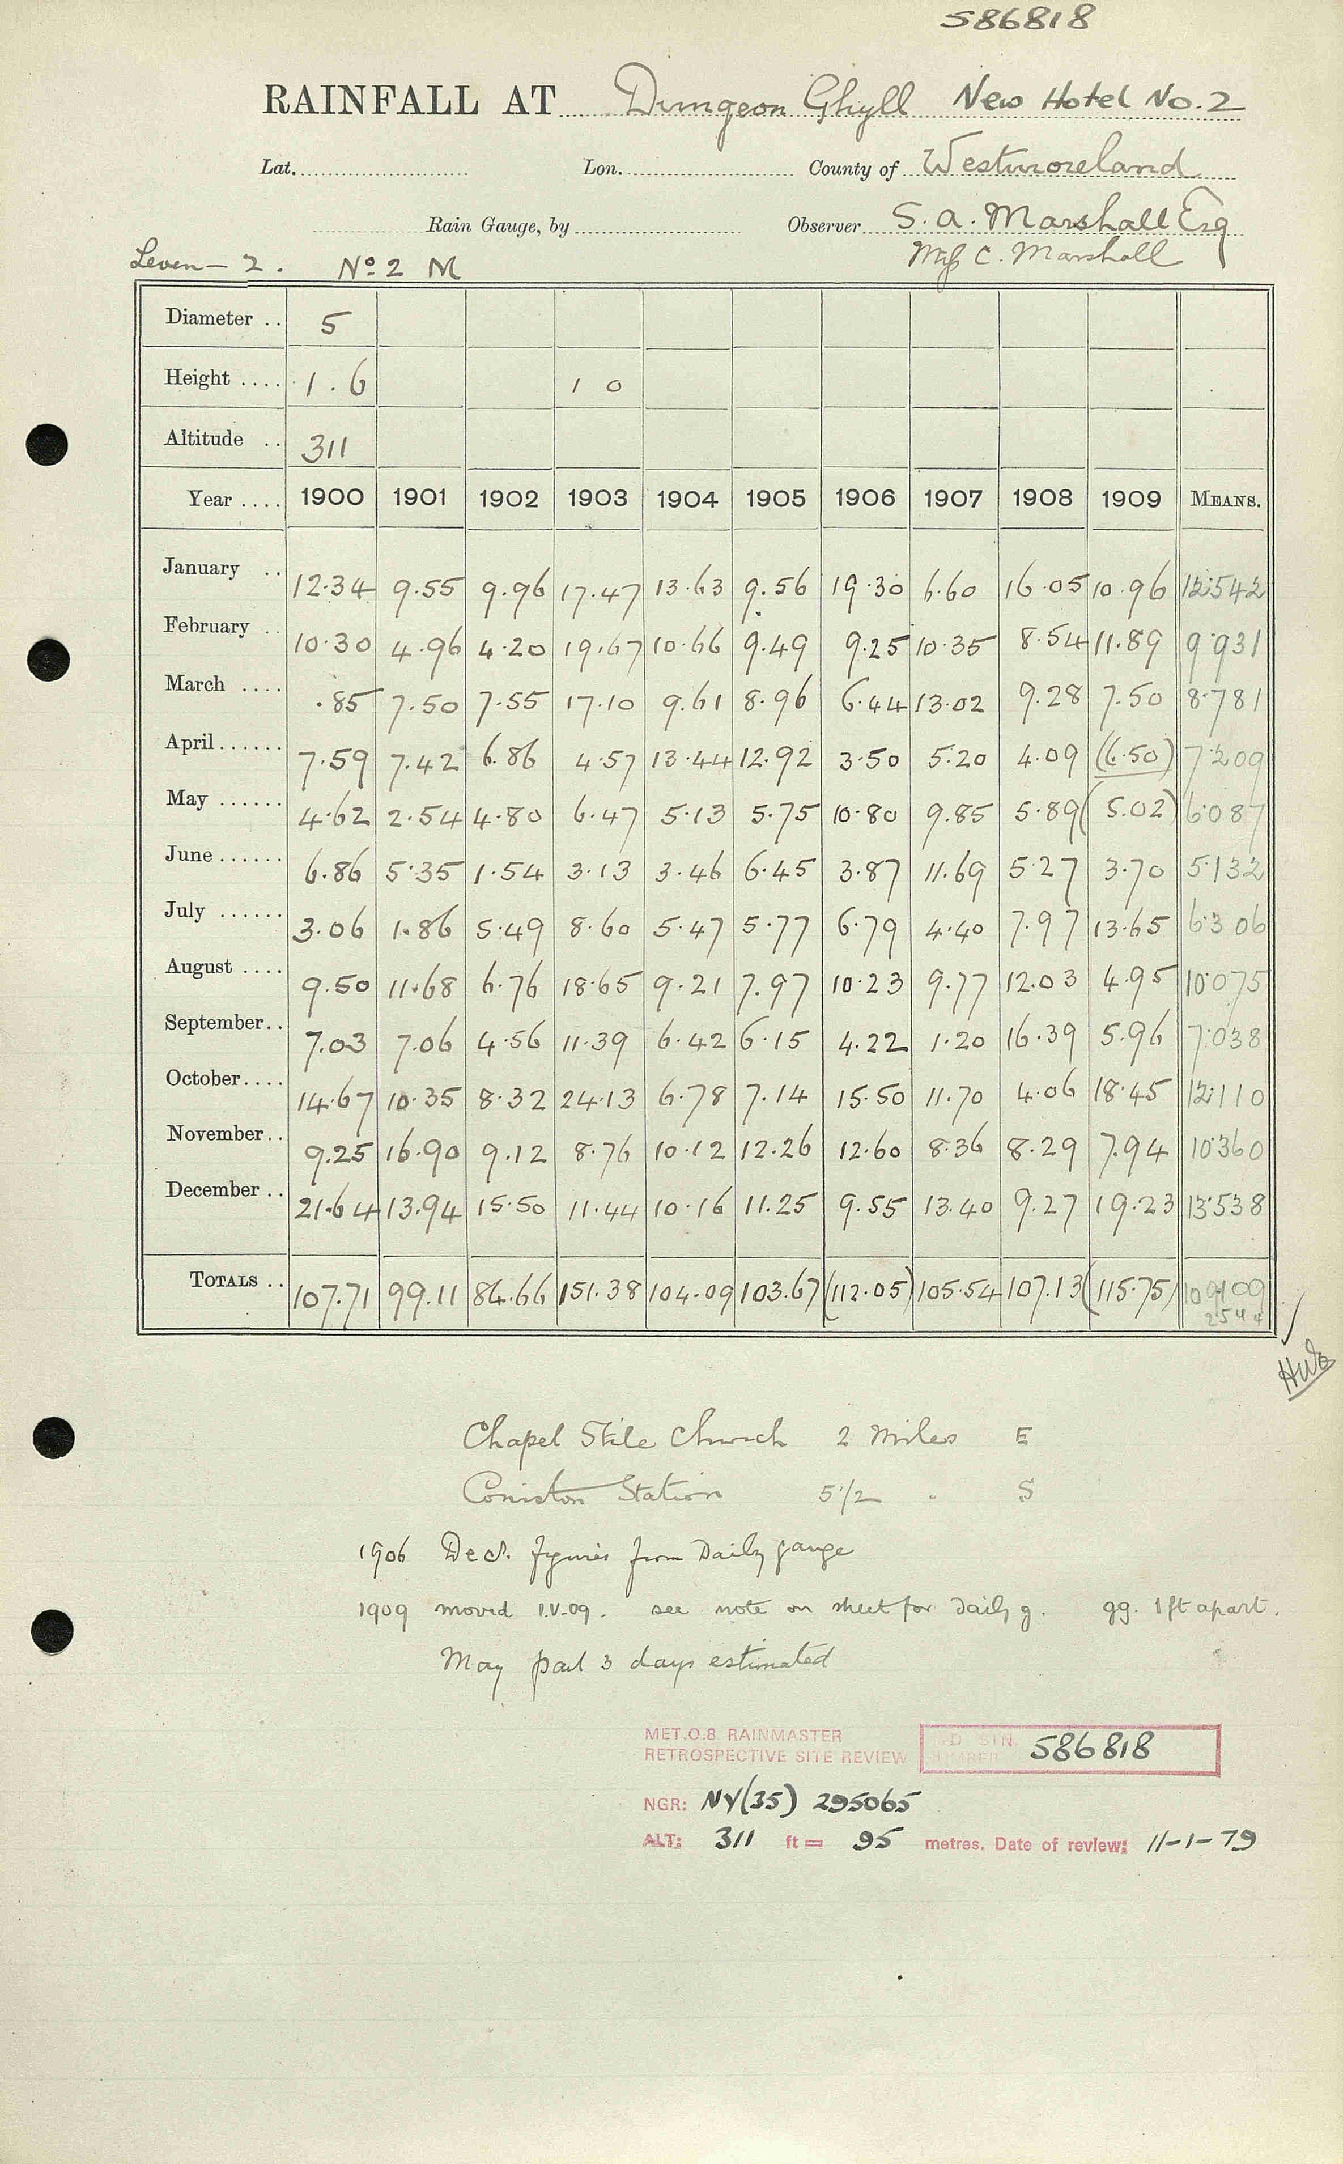 586818
RAINFALL AT Dungeon Ghyll New Hotel No. 2
Lat. Lon. County of Westmoreland
Rain Gauge, by Observer S. A. Marshall Esq
Leven - 2. No 2 M Miss C. Marshall
Diameter .. 5
Height .... 1.6 1 0
Altitude .. 311
Year .... 1900 1901 1902 1903 1904 1905 1906 1907 1908 1909 MEANS.
January .. 12.34 9.55 9.96 17.47 13.63 9.56 19.30 6.60 16.05 10.96 12.542
February .. 10.30 4.96 4.20 19.67 10.66 9.49 9.25 10.35 8.54 11.89 9.931
March .... .85 7.50 7.55 17.10 9.61 8.96 6.44 13.02 9.28 7.50 8.781
April ...... 7.59 7.42 6.86 4.57 13.44 12.92 3.50 5.20 4.09 (6.50) 7.209
May ...... 4.62 2.54 4.80 6.47 5.13 5.75 10.80 9.85 5.89 (5.02) 6.087
June ...... 6.86 5.35 1.54 3.13 3.46 6.45 3.87 11.69 5.27 3.70 5.132
July ...... 3.06 1.86 5.49 8.60 5.47 5.77 6.79 4.40 7.97 13.65 6.306
August .... 9.50 11.68 6.76 18.65 9.21 7.97 10.23 9.77 12.03 4.95 10.075
September .. 7.03 7.06 4.56 11.39 6.42 6.15 4.22 1.20 16.39 5.96 7.038
October .... 14.67 10.35 8.32 24.13 6.78 7.14 15.50 11.70 4.06 18.45 12.110
November .. 9.25 16.90 9.12 8.76 10.12 12.26 12.60 8.36 8.29 7.94 10.360
December .. 21.64 13.94 15.50 11.44 10.16 11.25 9.55 13.40 9.27 19.23 13.538
TOTALS .. 107.71 99.11 84.66 151.38 104.09 103.67 (112.05) 105.54 107.13 (115.75)
Chapel Stile Church 2 Miles E
Coniston Station 5 1/2 " S
1906 Decr. figures from Daily gauge
1909 moved 1.V.09. see note on sheet for daily g. gg. 1 ft apart.
May past 3 days estimated
MET.O.8 RAINMASTER
RETROSPECTIVE SITE REVIEW 586818
NGR: NY(35) 295065
ALT: 311 ft = 95 metres. Date of review: 11-1-79